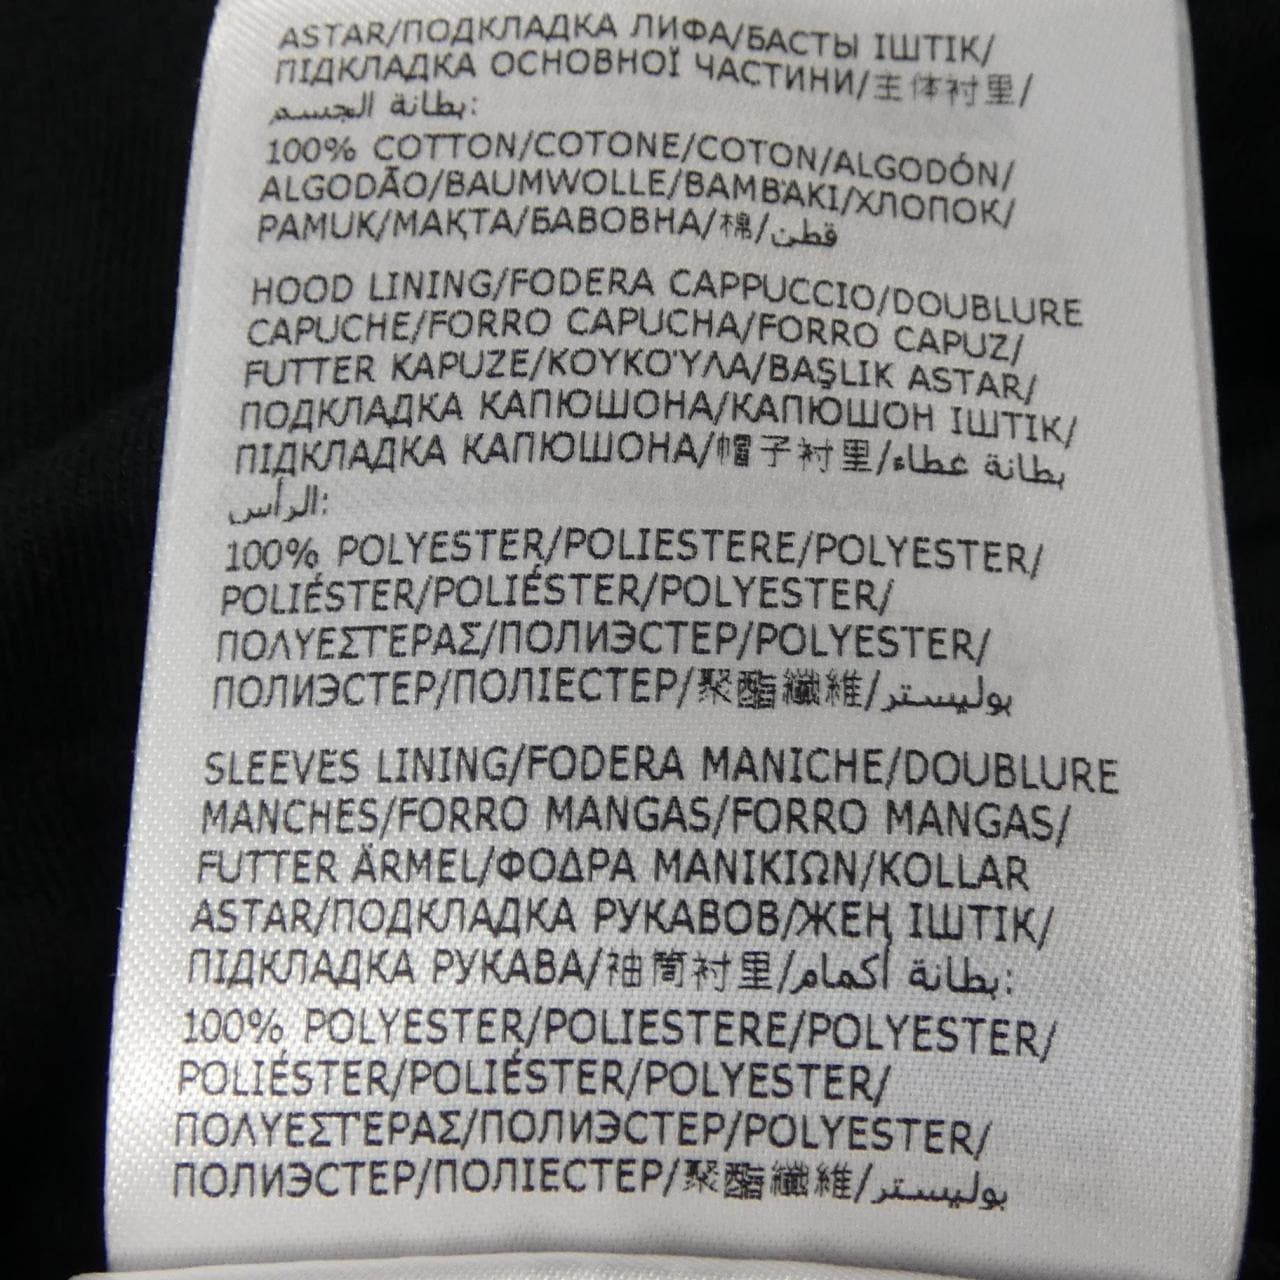 ASTAR/ПОДКЛАДКА ЛИФА/БАСТЫ ІШТІК/
ПІДКЛАДКА ОСНОВНОЇ ЧАСТИНИ/主体衬里/
بطانة الجسم:
100% COTTON/COTONE/COTON/ALGODÓN/
ALGODÃO/BAUMWOLLE/ΒΑΜΒΆΚΙ/ХЛОПОК/
PAMUK/МАҚТА/БАВОВНА/棉/قطن
HOOD LINING/FODERA CAPPUCCIO/DOUBLURE
CAPUCHE/FORRO CAPUCHA/FORRO CAPUZ/
FUTTER KAPUZE/ΚΟΥΚΟΎΛΑ/BAŞLIK ASTAR/
ПОДКЛАДКА КАПЮШОНА/КАПЮШОН ІШТІК/
ПІДКЛАДКА КАПЮШОНА/帽子衬里/بطانة غطاء
الرأس:
100% POLYESTER/POLIESTERE/POLYESTER/
POLIÉSTER/POLIÉSTER/POLYESTER/
ΠΟΛΥΕΣΤΕΡΑΣ/ПОЛИЭСТЕР/POLYESTER/
ПОЛИЭСТЕР/ПОЛІЕСТЕР/聚酯纖維/بوليستر
SLEEVES LINING/FODERA MANICHE/DOUBLURE
MANCHES/FORRO MANGAS/FORRO MANGAS/
FUTTER ÄRMEL/ΦΟΔΡΑ ΜΑΝΙΚΙΩΝ/KOLLAR
ASTAR/ПОДКЛАДКА РУКАВОВ/ЖЕҢ ІШТІК/
ПІДКЛАДКА РУКАВА/袖筒衬里/بطانة أكمام:
100% POLYESTER/POLIESTERE/POLYESTER/
POLIÉSTER/POLIÉSTER/POLYESTER/
ΠΟΛΥΕΣΤΕΡΑΣ/ПОЛИЭСТЕР/POLYESTER/
ПОЛИЭСТЕР/ПОЛІЕСТЕР/聚酯纖維/بوليستر